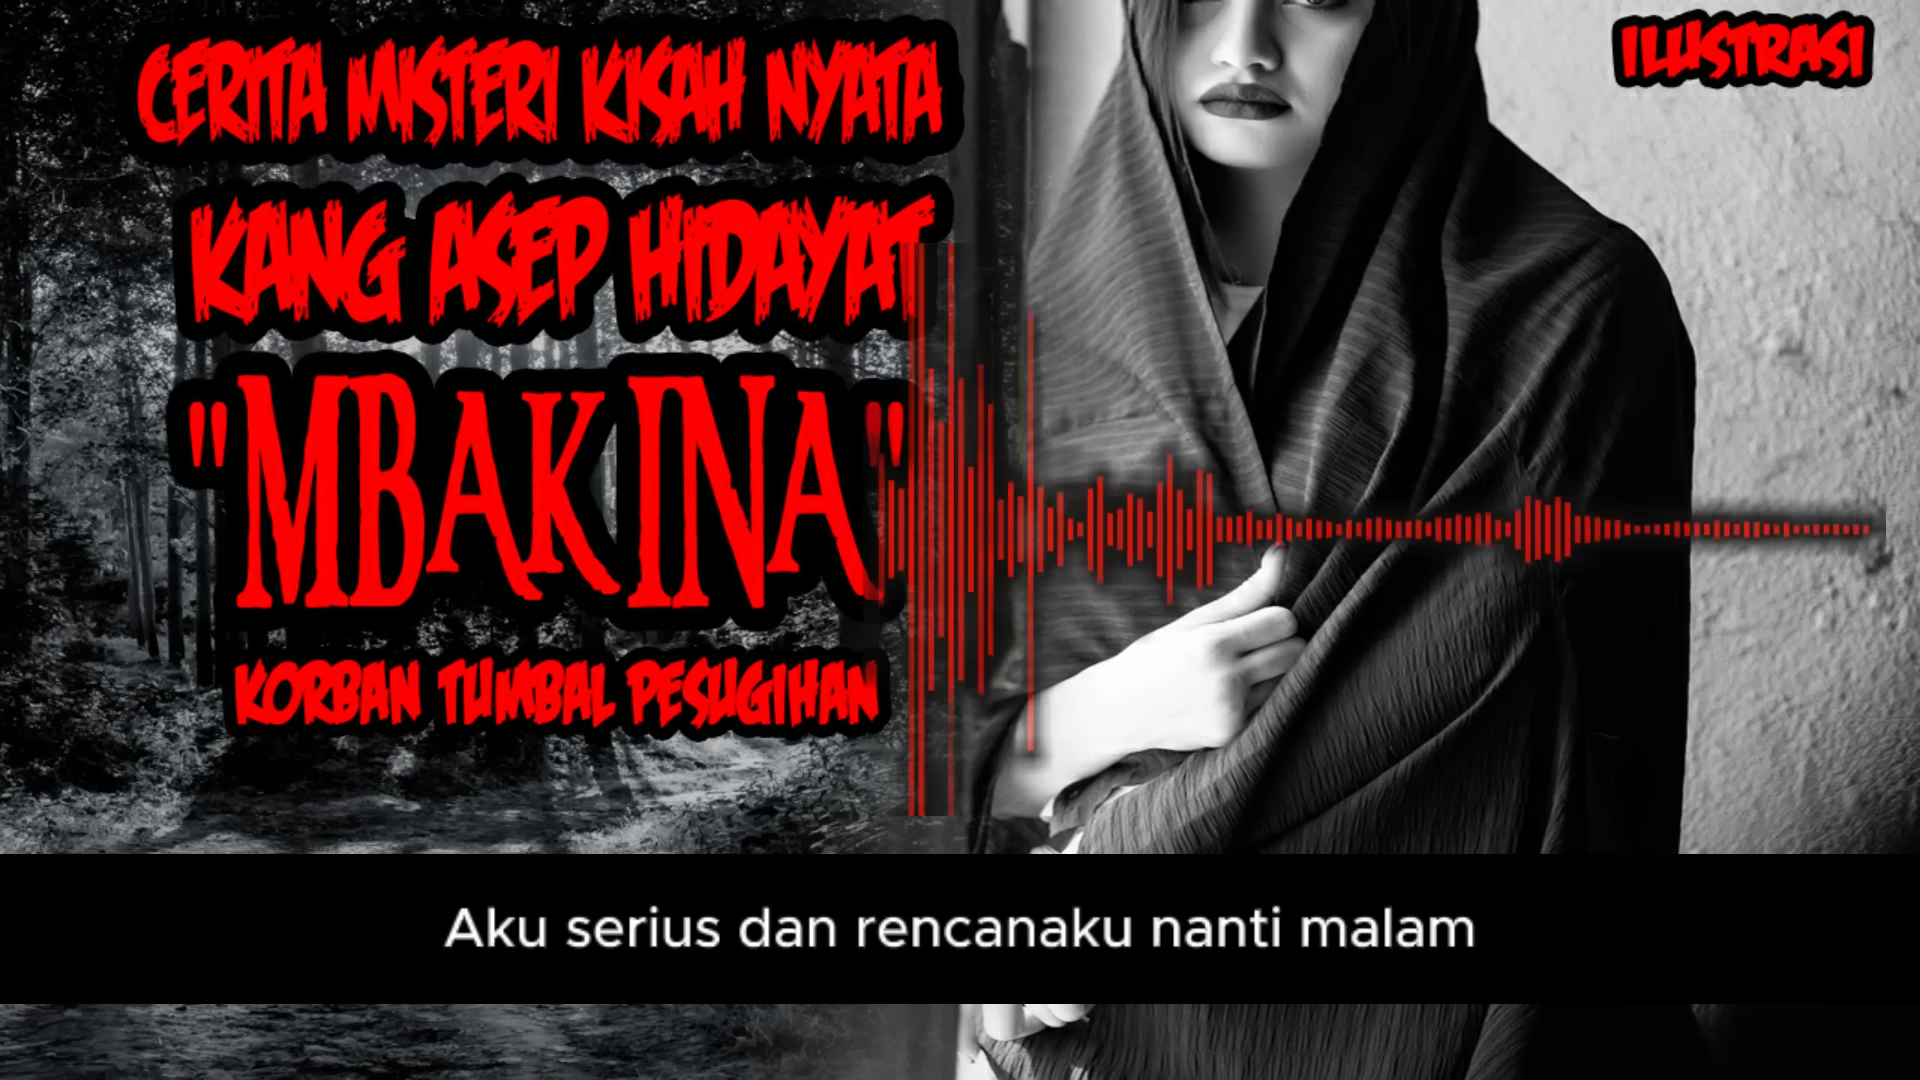 CERITA MISTERI KISAH NYATA
KANG ASEP HIDAYAT
"MBAK INA"
KORBAN TUMBAL PESUGIHAN
ILUSTRASI
Aku serius dan rencanaku nanti malam